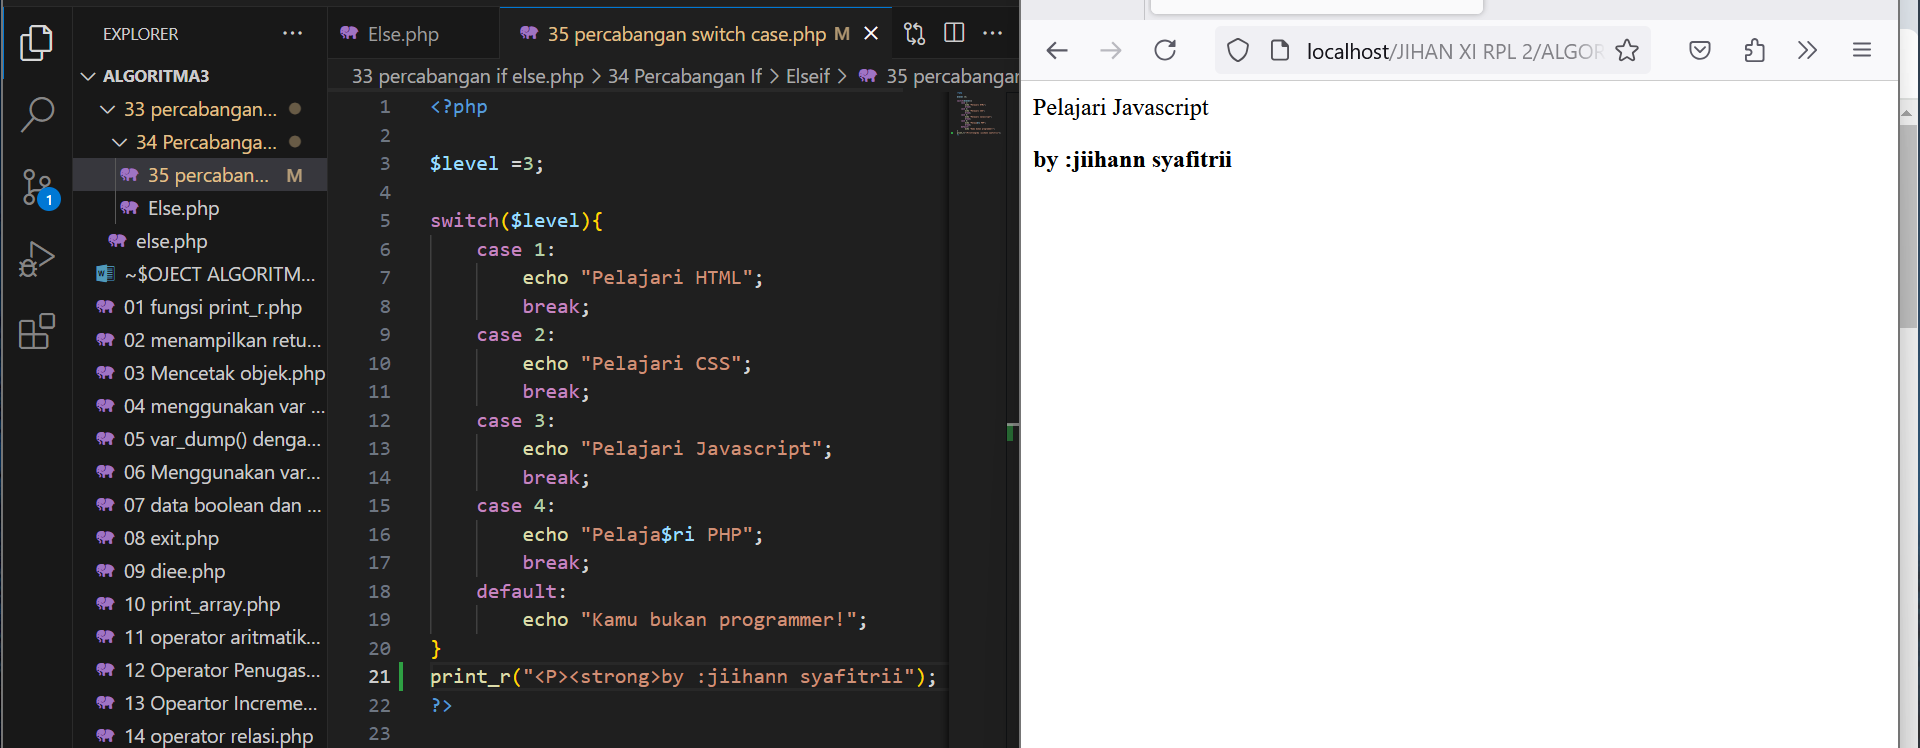 EXPLORER ...
ALGORITMA3
33 percabangan...
34 Percabanga...
35 percaban... M
Else.php
else.php
~$OJECT ALGORITM...
01 fungsi print_r.php
02 menampilkan retu...
03 Mencetak objek.php
04 menggunakan var ...
05 var_dump() denga...
06 Menggunakan var...
07 data boolean dan ...
08 exit.php
09 diee.php
10 print_array.php
11 operator aritmatik...
12 Operator Penugas...
13 Opeartor Increme...
14 operator relasi.php
1
Else.php
35 percabangan switch case.php M
33 percabangan if else.php > 34 Percabangan If > Elseif > 35 percabangan
1 <?php
2
3 $level =3;
4
5 switch($level){
6 case 1:
7 echo "Pelajari HTML";
8 break;
9 case 2:
10 echo "Pelajari CSS";
11 break;
12 case 3:
13 echo "Pelajari Javascript";
14 break;
15 case 4:
16 echo "Pelaja$ri PHP";
17 break;
18 default:
19 echo "Kamu bukan programmer!";
20 }
21 print_r("<P><strong>by :jiihann syafitrii");
22 ?>
23
localhost/JIHAN XI RPL 2/ALGOR
Pelajari Javascript
by :jiihann syafitrii